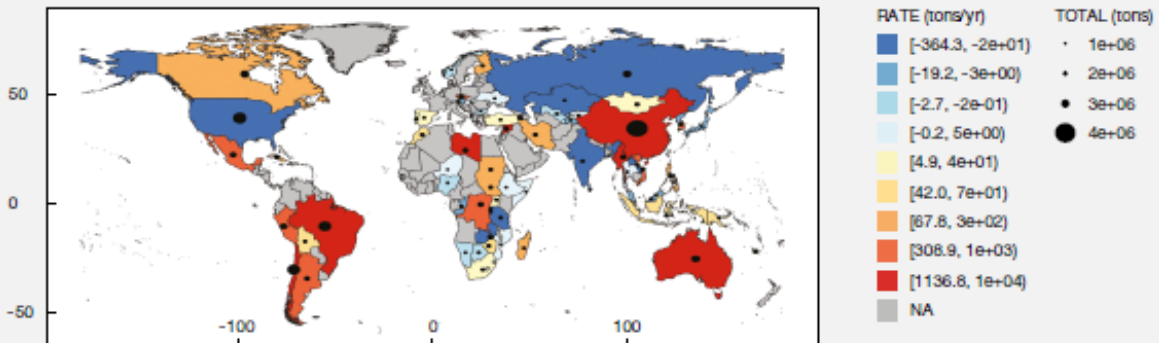 RATE (tons/yr)
[-364.3, -2e+01)
[-19.2, -3e+00)
[-2.7, -2e-01)
[-0.2, 5e+00)
[4.9, 4e+01)
[42.0, 7e+01)
[67.8, 3e+02)
[308.9, 1e+03)
[1136.8, 1e+04)
NA
TOTAL (tons)
1e+06
2e+06
3e+06
4e+06
50
0
-50
-100
0
100